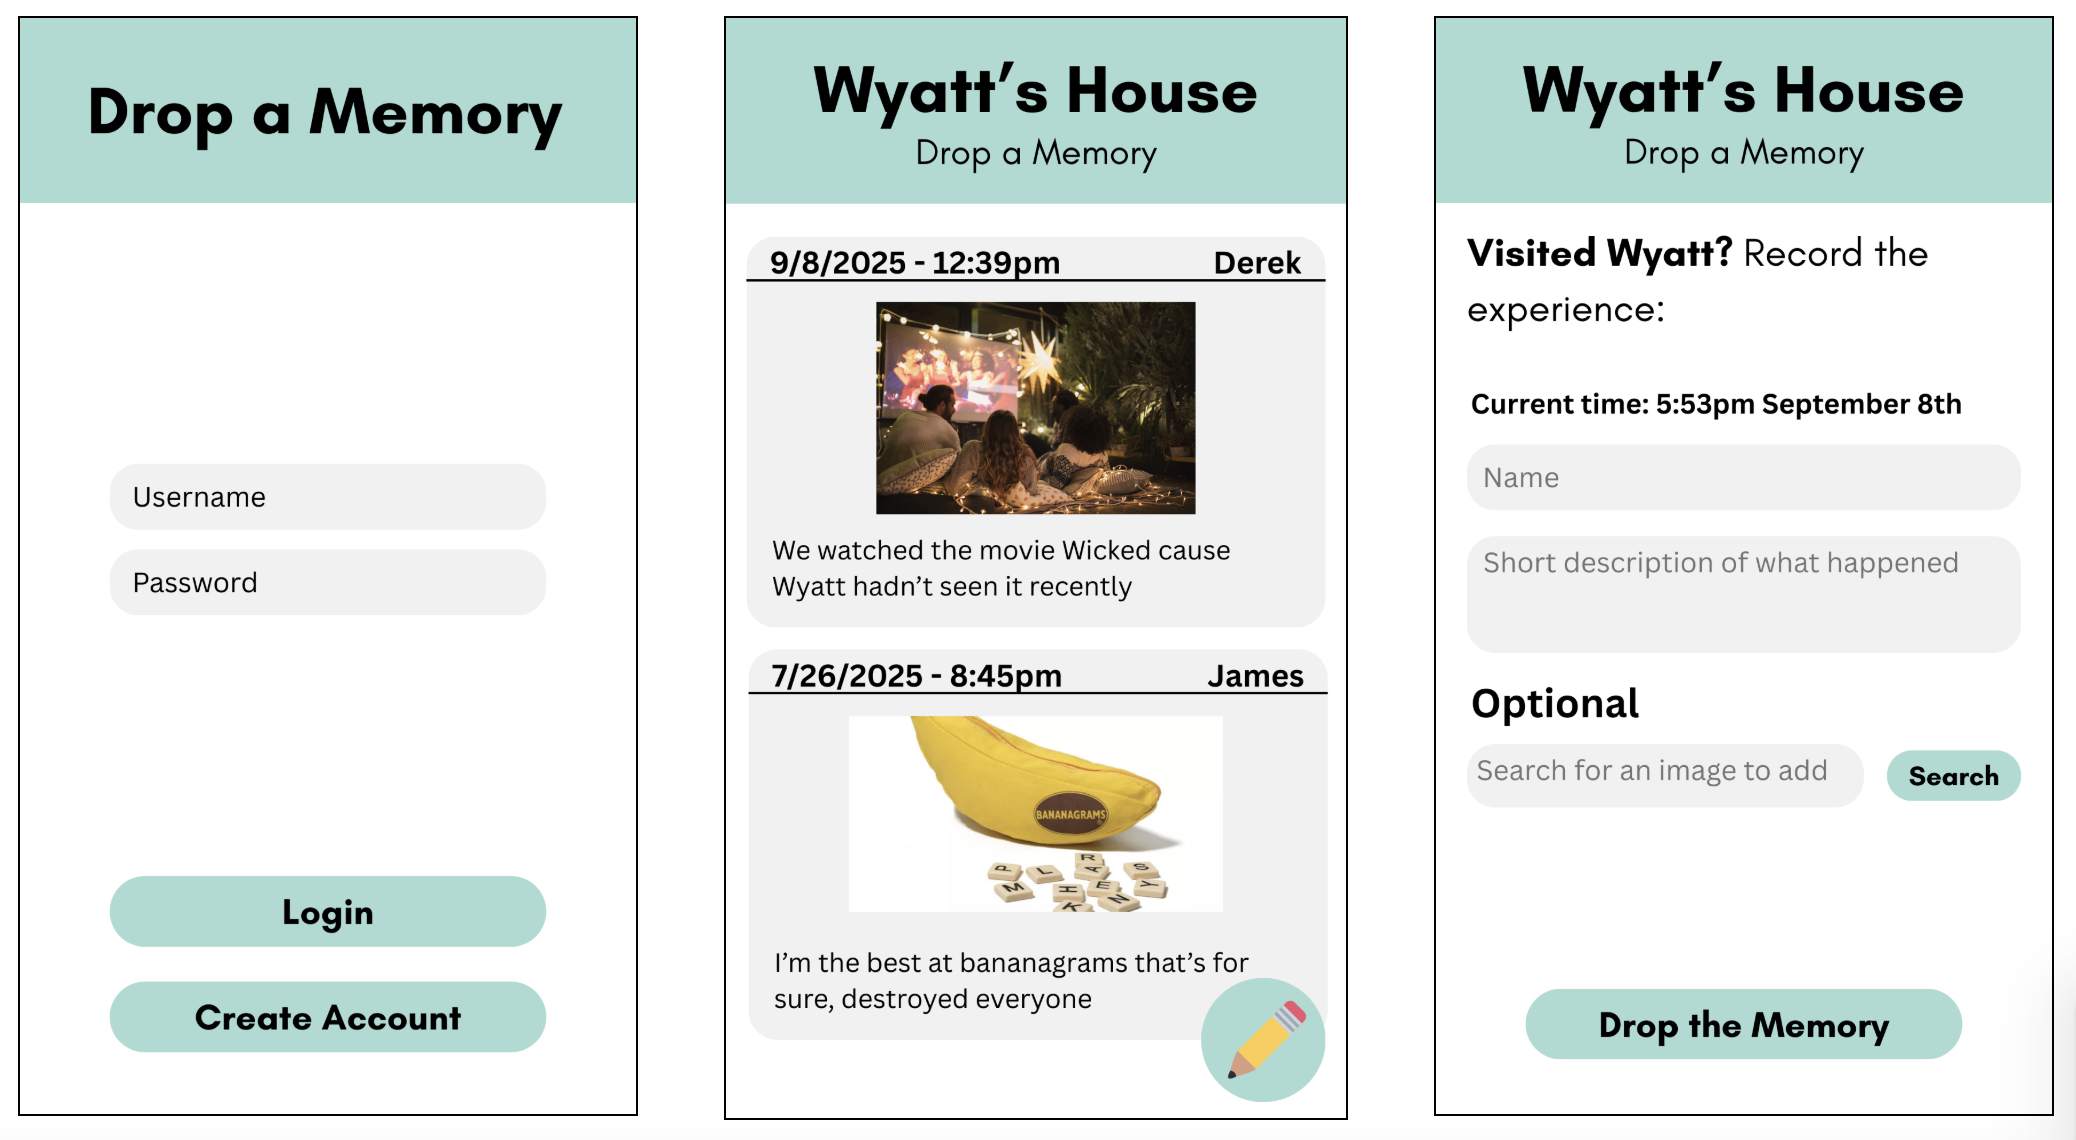 Drop a Memory
Username
Password
Login
Create Account
Wyatt’s House
Drop a Memory
9/8/2025 - 12:39pm Derek
We watched the movie Wicked cause
Wyatt hadn’t seen it recently
7/26/2025 - 8:45pm James
BANANAGRAMS
P L R A S
M H E Y
K N
I’m the best at bananagrams that’s for
sure, destroyed everyone
Wyatt’s House
Drop a Memory
Visited Wyatt? Record the
experience:
Current time: 5:53pm September 8th
Name
Short description of what happened
Optional
Search for an image to add
Search
Drop the Memory